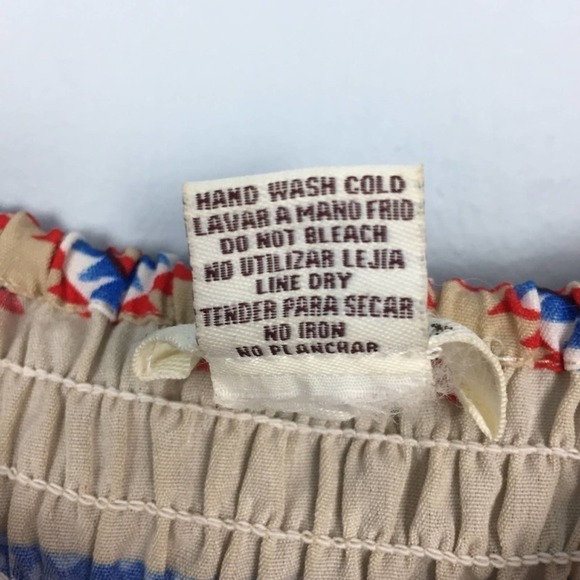 HAND WASH COLD
LAVAR A MANO FRIO
DO NOT BLEACH
NO UTILIZAR LEJIA
LINE DRY
TENDER PARA SECAR
NO IRON
NO PLANCHAR